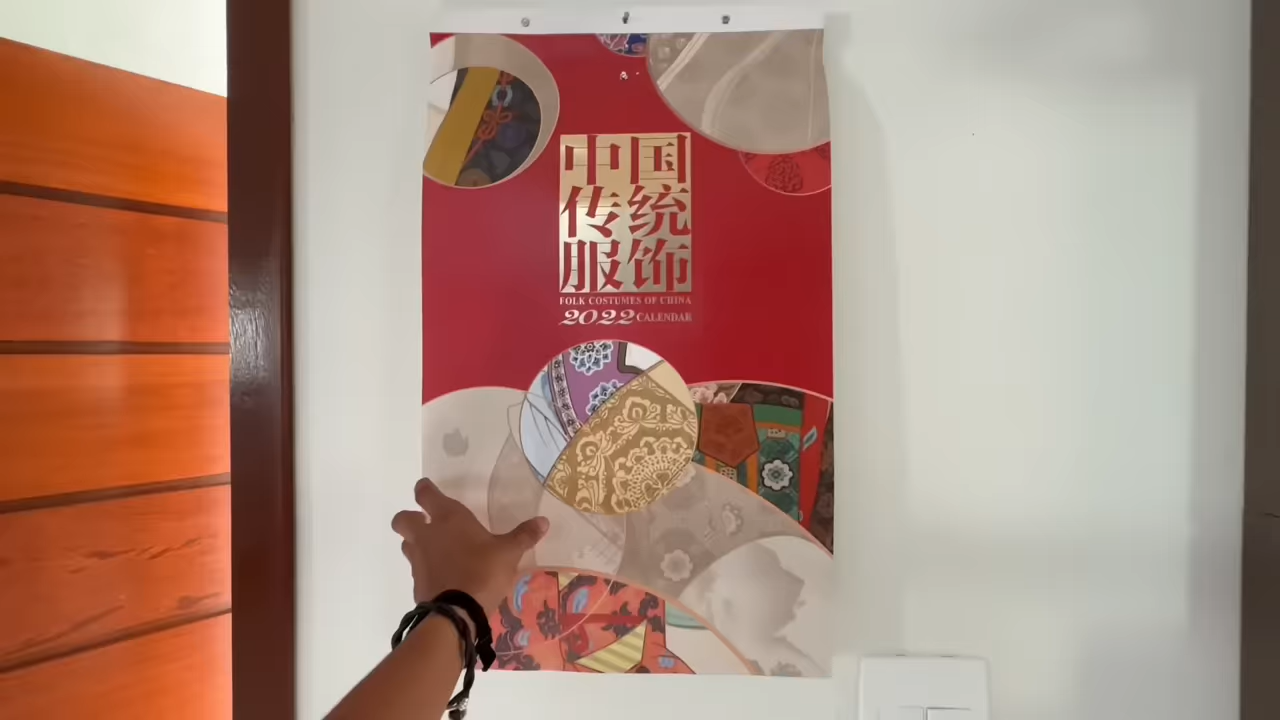 中国
传统
服饰
FOLK COSTUMES OF CHINA
2022 CALENDAR